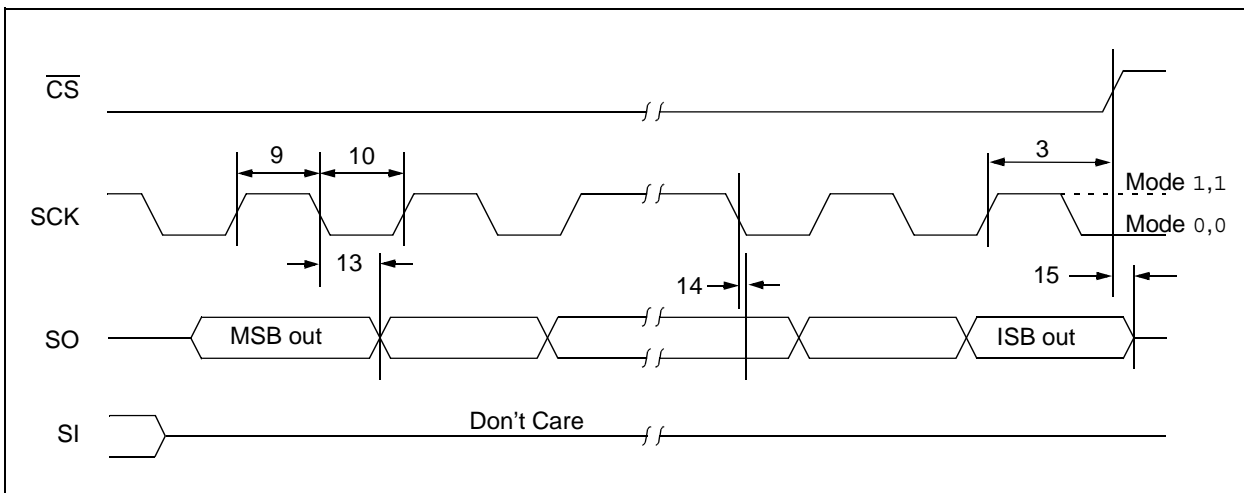 CS
9
10
3
SCK
Mode 1,1
Mode 0,0
13
14
15
SO
MSB out
ISB out
SI
Don't Care